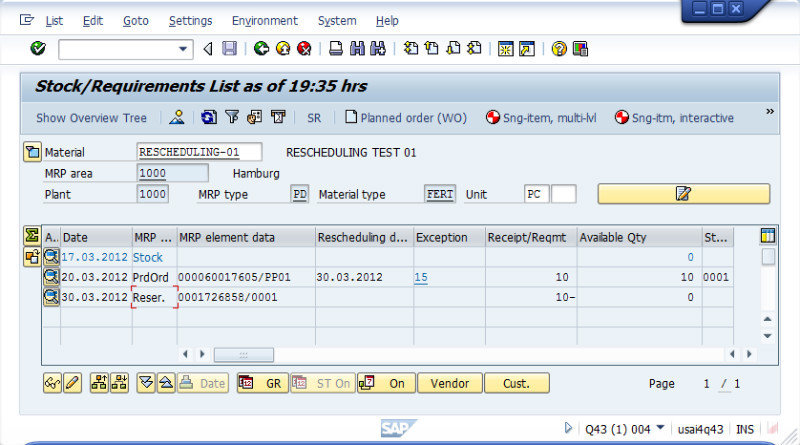 List Edit Goto Settings Environment System Help
Stock/Requirements List as of 19:35 hrs
Show Overview Tree SR Planned order (WO) Sng-item, multi-lvl Sng-itm, interactive »
Material RESCHEDULING-01 RESCHEDULING TEST 01
MRP area 1000 Hamburg
Plant 1000 MRP type PD Material type FERT Unit PC
A.. Date MRP ... MRP element data Rescheduling d... Exception Receipt/Reqmt Available Qty St...
17.03.2012 Stock 0
20.03.2012 PrdOrd 000060017605/PP01 30.03.2012 15 10 10 0001
30.03.2012 Reser. 0001726858/0001 10- 0
Date GR ST On On Vendor Cust. Page 1 / 1
SAP Q43 (1) 004 usai4q43 INS